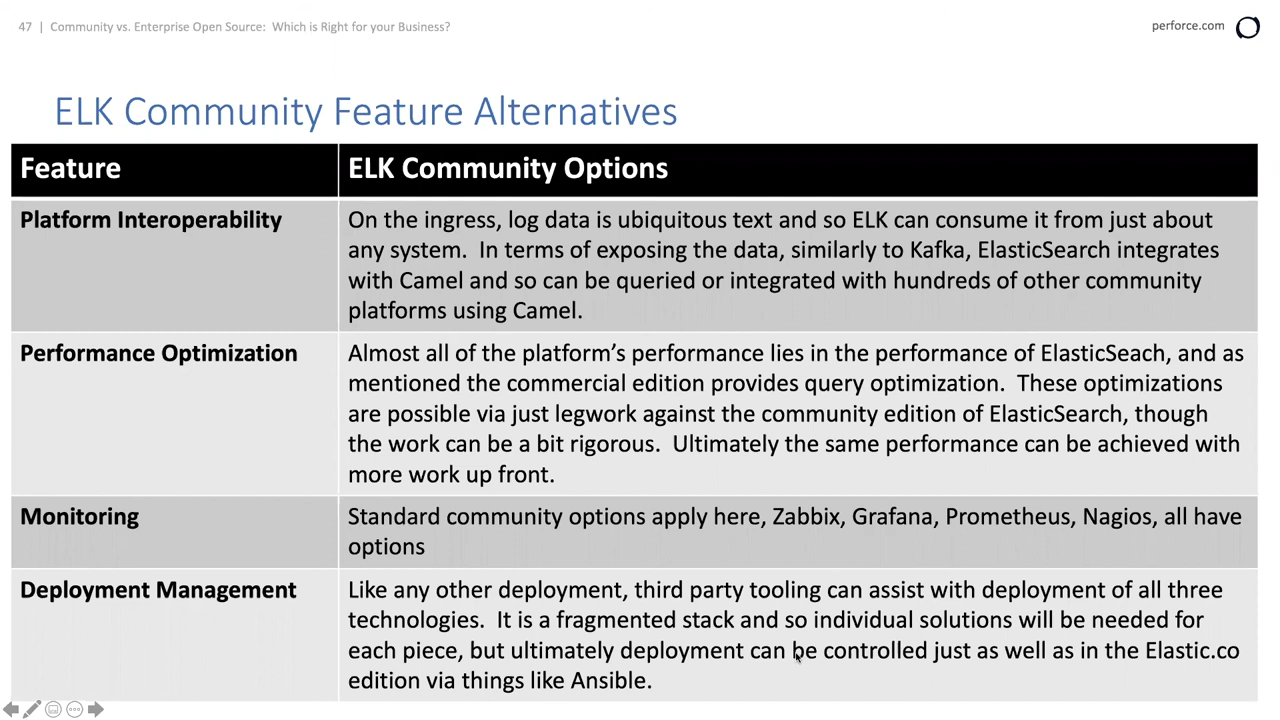 47 | Community vs. Enterprise Open Source: Which is Right for your Business?
perforce.com
ELK Community Feature Alternatives
Feature
ELK Community Options
Platform Interoperability
On the ingress, log data is ubiquitous text and so ELK can consume it from just about
any system. In terms of exposing the data, similarly to Kafka, ElasticSearch integrates
with Camel and so can be queried or integrated with hundreds of other community
platforms using Camel.
Performance Optimization
Almost all of the platform’s performance lies in the performance of ElasticSeach, and as
mentioned the commercial edition provides query optimization. These optimizations
are possible via just legwork against the community edition of ElasticSearch, though
the work can be a bit rigorous. Ultimately the same performance can be achieved with
more work up front.
Monitoring
Standard community options apply here, Zabbix, Grafana, Prometheus, Nagios, all have
options
Deployment Management
Like any other deployment, third party tooling can assist with deployment of all three
technologies. It is a fragmented stack and so individual solutions will be needed for
each piece, but ultimately deployment can be controlled just as well as in the Elastic.co
edition via things like Ansible.